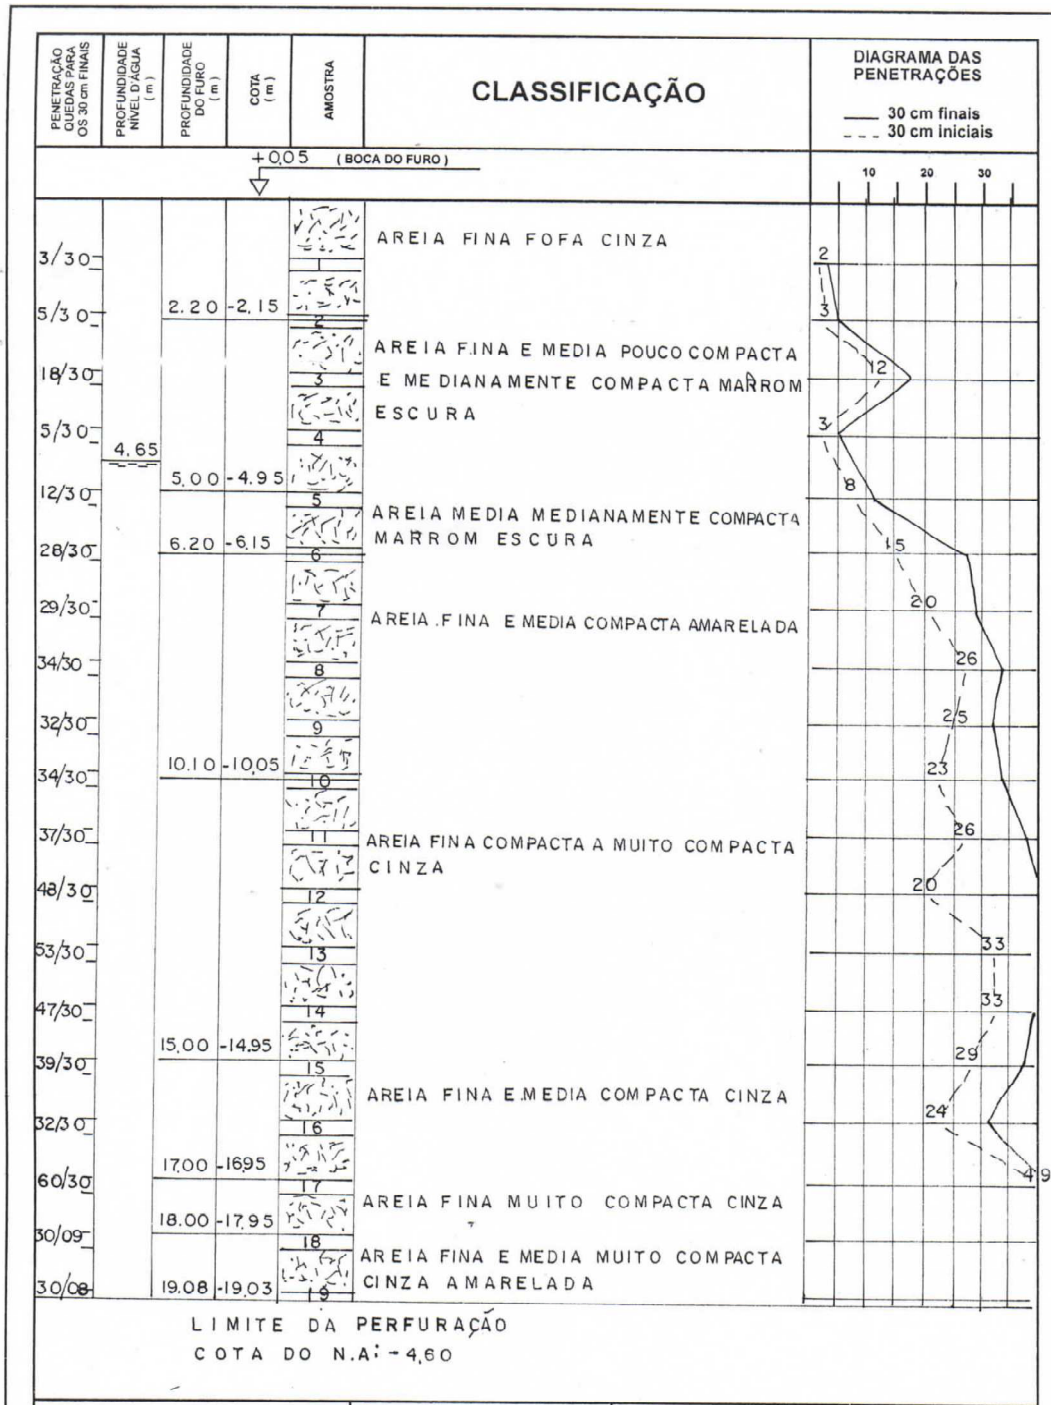 PENETRAÇÃO
QUEDAS PARA
OS 30 cm FINAIS
PROFUNDIDADE
NÍVEL D'ÁGUA
( m )
PROFUNDIDADE
DO FURO
( m )
COTA
( m )
AMOSTRA
CLASSIFICAÇÃO
DIAGRAMA DAS
PENETRAÇÕES
30 cm finais
30 cm iniciais
+0,05 ( BOCA DO FURO )
10 20 30
AREIA FINA FOFA CINZA
3/30 1 2
5/30 2.20 -2,15 2 3
AREIA FINA E MEDIA POUCO COMPACTA
18/30 3 E MEDIANAMENTE COMPACTA MARROM 12
ESCURA
5/30 4 3
4,65
12/30 5,00 -4.95 5 8
AREIA MEDIA MEDIANAMENTE COMPACTA
MARROM ESCURA
28/30 6.20 -6,15 6 15
29/30 7 20
AREIA FINA E MEDIA COMPACTA AMARELADA
34/30 8 26
32/30 9 25
34/30 10.10 -10,05 10 23
37/30 11 26
AREIA FINA COMPACTA A MUITO COMPACTA
CINZA
48/30 12 20
53/30 13 33
47/30 14 33
39/30 15,00 -14.95 15 29
AREIA FINA E MEDIA COMPACTA CINZA
32/30 16 24
60/30 17,00 -16,95 17 49
AREIA FINA MUITO COMPACTA CINZA
30/09 18.00 -17,95 18
AREIA FINA E MEDIA MUITO COMPACTA
CINZA AMARELADA
30/08 19.08 -19,03 19
LIMITE DA PERFURAÇÃO
COTA DO N.A: -4,60